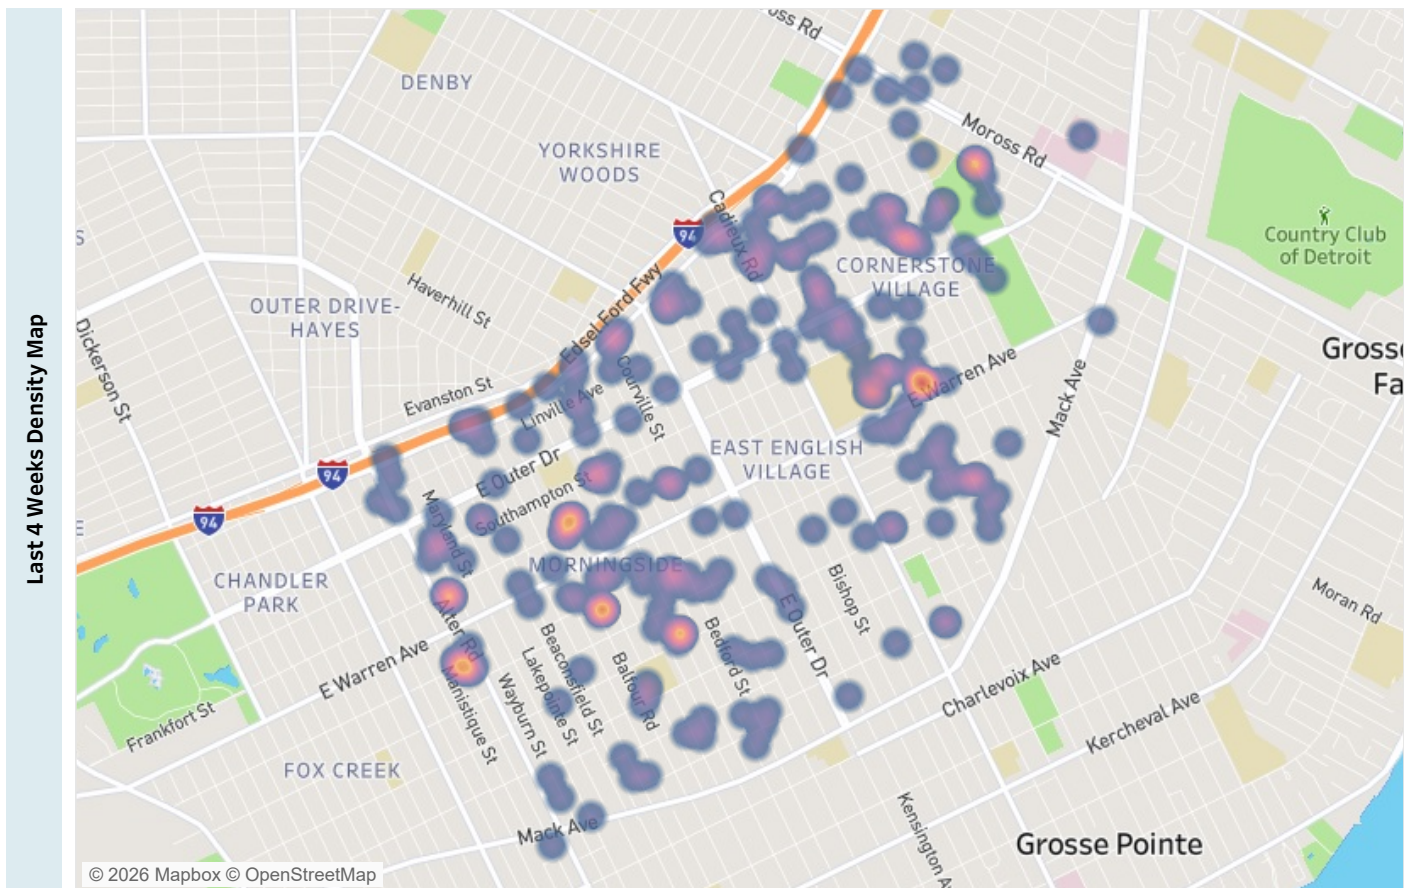 Last 4 Weeks Density Map
oss Rd
DENBY
Moross Rd
YORKSHIRE
WOODS
Cadieux Rd
94
S
Country Club
of Detroit
CORNERSTONE
VILLAGE
Haverhill St
OUTER DRIVE-
HAYES
Edsel Ford Fwy
Dickerson St
Grosse
Fa
E Warren Ave
Mack Ave
Evanston St
Linville Ave
Courville St
EAST ENGLISH
VILLAGE
E Outer Dr
94
Southampton St
94
E
Maryland St
MORNINGSIDE
CHANDLER
PARK
Alter Rd
Bishop St
E Outer Dr
Moran Rd
Bedford St
Beaconsfield St
Lakepointe St
Balfour Rd
E Warren Ave
Manistique St
Wayburn St
Charlevoix Ave
Kercheval Ave
Frankfort St
FOX CREEK
Mack Ave
Kensington A
Grosse Pointe
© 2026 Mapbox © OpenStreetMap